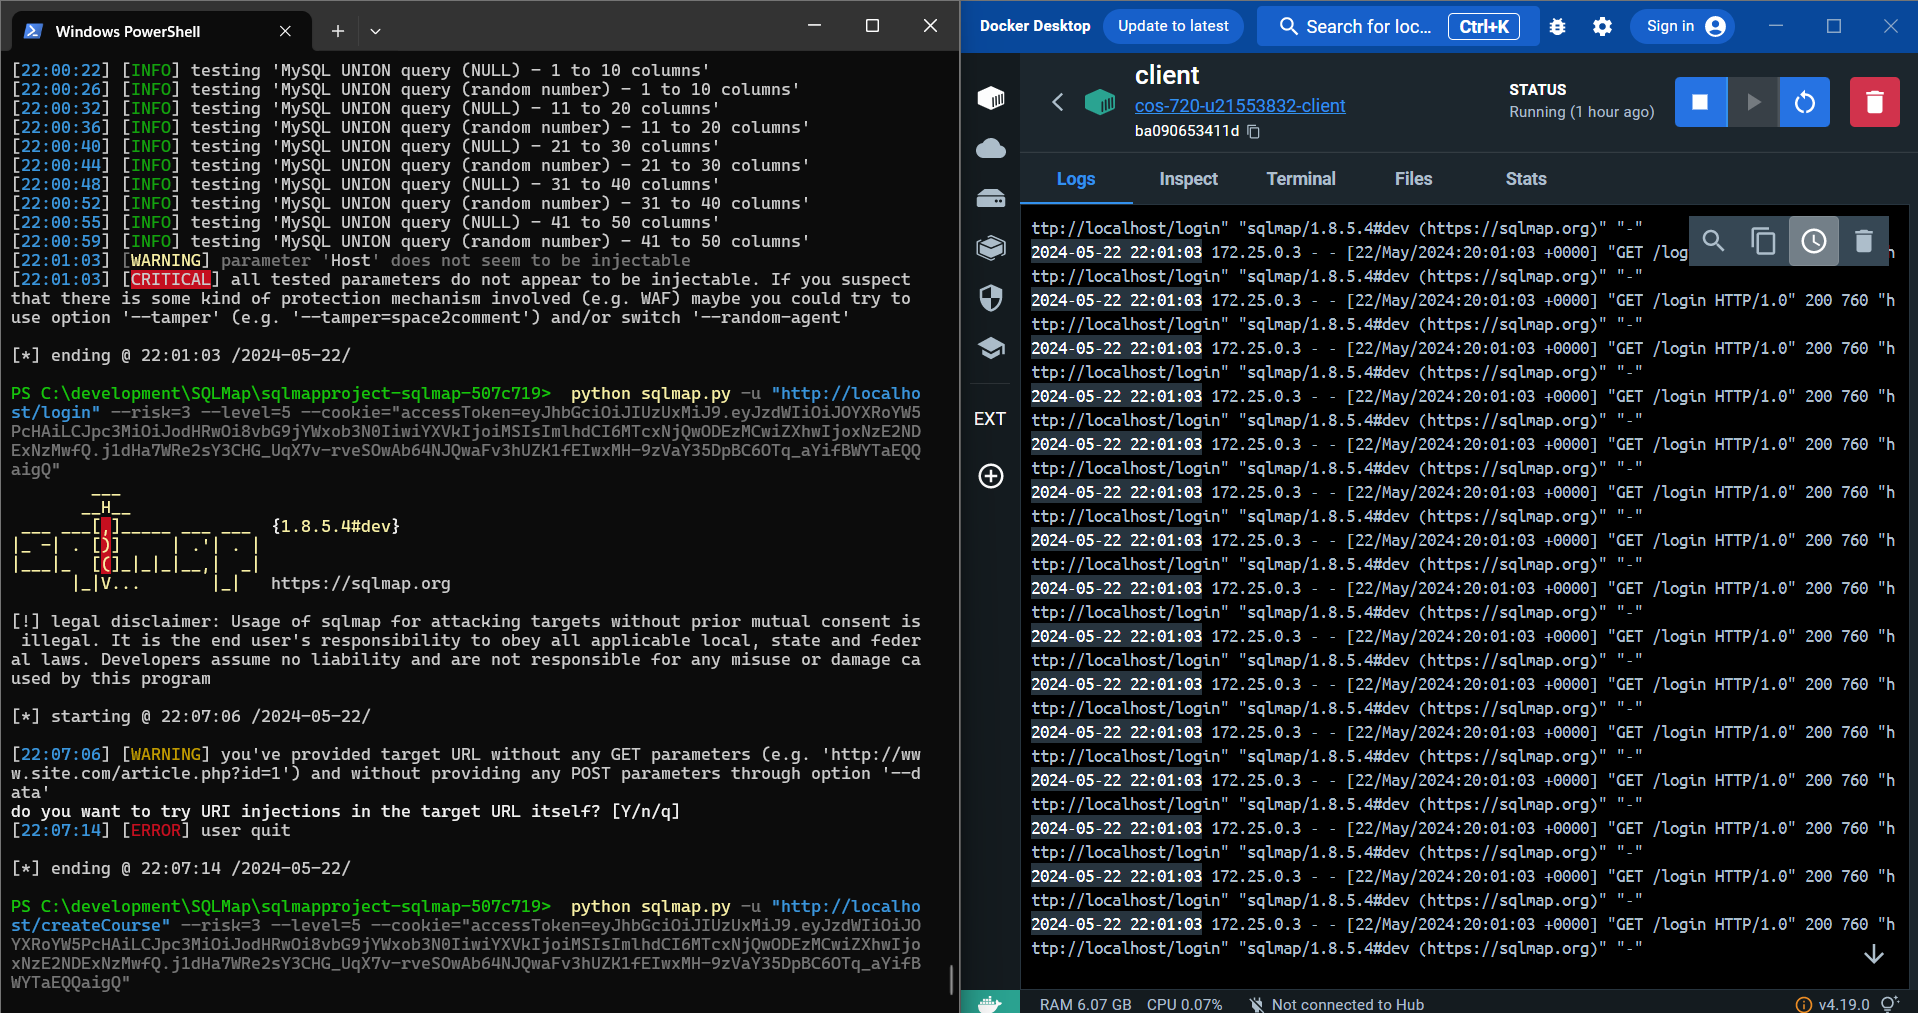 Windows PowerShell
[22:00:22] [INFO] testing 'MySQL UNION query (NULL) - 1 to 10 columns'
[22:00:26] [INFO] testing 'MySQL UNION query (random number) - 1 to 10 columns'
[22:00:32] [INFO] testing 'MySQL UNION query (NULL) - 11 to 20 columns'
[22:00:36] [INFO] testing 'MySQL UNION query (random number) - 11 to 20 columns'
[22:00:40] [INFO] testing 'MySQL UNION query (NULL) - 21 to 30 columns'
[22:00:44] [INFO] testing 'MySQL UNION query (random number) - 21 to 30 columns'
[22:00:48] [INFO] testing 'MySQL UNION query (NULL) - 31 to 40 columns'
[22:00:52] [INFO] testing 'MySQL UNION query (random number) - 31 to 40 columns'
[22:00:55] [INFO] testing 'MySQL UNION query (NULL) - 41 to 50 columns'
[22:00:59] [INFO] testing 'MySQL UNION query (random number) - 41 to 50 columns'
[22:01:03] [WARNING] parameter 'Host' does not seem to be injectable
[22:01:03] [CRITICAL] all tested parameters do not appear to be injectable. If you suspect
that there is some kind of protection mechanism involved (e.g. WAF) maybe you could try to
use option '--tamper' (e.g. '--tamper=space2comment') and/or switch '--random-agent'
[*] ending @ 22:01:03 /2024-05-22/
PS C:\development\SQLMap\sqlmapproject-sqlmap-507c719> python sqlmap.py -u "http://localho
st/login" --risk=3 --level=5 --cookie="accessToken=eyJhbGciOiJIUzUxMiJ9.eyJzdWIiOiJOYXRoYW5
PcHAiLCJpc3MiOiJodHRwOi8vbG9jYWxob3N0IiwiYXVkIjoiMSIsImlhdCI6MTcxNjQwODEzMCwiZXhwIjoxNzE2ND
ExNzMwfQ.j1dHa7WRe2sY3CHG_UqX7v-rveSOwAb64NJQwaFv3hUZK1fEIwxMH-9zVaY35DpBC6OTq_aYifBWYTaEQQ
aigQ"
___
__H__
___ ___[,]_____ ___ ___  {1.8.5.4#dev}
|_ -| . [)]     | .'| . |
|___|_  [(]_|_|_|__,|  _|
|_|V...       |_|   https://sqlmap.org
[!] legal disclaimer: Usage of sqlmap for attacking targets without prior mutual consent is
illegal. It is the end user's responsibility to obey all applicable local, state and feder
al laws. Developers assume no liability and are not responsible for any misuse or damage ca
used by this program
[*] starting @ 22:07:06 /2024-05-22/
[22:07:06] [WARNING] you've provided target URL without any GET parameters (e.g. 'http://ww
w.site.com/article.php?id=1') and without providing any POST parameters through option '--d
ata'
do you want to try URI injections in the target URL itself? [Y/n/q]
[22:07:14] [ERROR] user quit
[*] ending @ 22:07:14 /2024-05-22/
PS C:\development\SQLMap\sqlmapproject-sqlmap-507c719> python sqlmap.py -u "http://localho
st/createCourse" --risk=3 --level=5 --cookie="accessToken=eyJhbGciOiJIUzUxMiJ9.eyJzdWIiOiJO
YXRoYW5PcHAiLCJpc3MiOiJodHRwOi8vbG9jYWxob3N0IiwiYXVkIjoiMSIsImlhdCI6MTcxNjQwODEzMCwiZXhwIjo
xNzE2NDExNzMwfQ.j1dHa7WRe2sY3CHG_UqX7v-rveSOwAb64NJQwaFv3hUZK1fEIwxMH-9zVaY35DpBC6OTq_aYifB
WYTaEQQaigQ"
Docker Desktop Update to latest Search for loc... Ctrl+K Sign in
client
cos-720-u21553832-client
ba090653411d
STATUS
Running (1 hour ago)
Logs Inspect Terminal Files Stats
EXT
ttp://localhost/login" "sqlmap/1.8.5.4#dev (https://sqlmap.org)" "-"
2024-05-22 22:01:03 172.25.0.3 - - [22/May/2024:20:01:03 +0000] "GET /log h
ttp://localhost/login" "sqlmap/1.8.5.4#dev (https://sqlmap.org)" "-"
2024-05-22 22:01:03 172.25.0.3 - - [22/May/2024:20:01:03 +0000] "GET /login HTTP/1.0" 200 760 "h
ttp://localhost/login" "sqlmap/1.8.5.4#dev (https://sqlmap.org)" "-"
2024-05-22 22:01:03 172.25.0.3 - - [22/May/2024:20:01:03 +0000] "GET /login HTTP/1.0" 200 760 "h
ttp://localhost/login" "sqlmap/1.8.5.4#dev (https://sqlmap.org)" "-"
2024-05-22 22:01:03 172.25.0.3 - - [22/May/2024:20:01:03 +0000] "GET /login HTTP/1.0" 200 760 "h
ttp://localhost/login" "sqlmap/1.8.5.4#dev (https://sqlmap.org)" "-"
2024-05-22 22:01:03 172.25.0.3 - - [22/May/2024:20:01:03 +0000] "GET /login HTTP/1.0" 200 760 "h
ttp://localhost/login" "sqlmap/1.8.5.4#dev (https://sqlmap.org)" "-"
2024-05-22 22:01:03 172.25.0.3 - - [22/May/2024:20:01:03 +0000] "GET /login HTTP/1.0" 200 760 "h
ttp://localhost/login" "sqlmap/1.8.5.4#dev (https://sqlmap.org)" "-"
2024-05-22 22:01:03 172.25.0.3 - - [22/May/2024:20:01:03 +0000] "GET /login HTTP/1.0" 200 760 "h
ttp://localhost/login" "sqlmap/1.8.5.4#dev (https://sqlmap.org)" "-"
2024-05-22 22:01:03 172.25.0.3 - - [22/May/2024:20:01:03 +0000] "GET /login HTTP/1.0" 200 760 "h
ttp://localhost/login" "sqlmap/1.8.5.4#dev (https://sqlmap.org)" "-"
2024-05-22 22:01:03 172.25.0.3 - - [22/May/2024:20:01:03 +0000] "GET /login HTTP/1.0" 200 760 "h
ttp://localhost/login" "sqlmap/1.8.5.4#dev (https://sqlmap.org)" "-"
2024-05-22 22:01:03 172.25.0.3 - - [22/May/2024:20:01:03 +0000] "GET /login HTTP/1.0" 200 760 "h
ttp://localhost/login" "sqlmap/1.8.5.4#dev (https://sqlmap.org)" "-"
2024-05-22 22:01:03 172.25.0.3 - - [22/May/2024:20:01:03 +0000] "GET /login HTTP/1.0" 200 760 "h
ttp://localhost/login" "sqlmap/1.8.5.4#dev (https://sqlmap.org)" "-"
2024-05-22 22:01:03 172.25.0.3 - - [22/May/2024:20:01:03 +0000] "GET /login HTTP/1.0" 200 760 "h
ttp://localhost/login" "sqlmap/1.8.5.4#dev (https://sqlmap.org)" "-"
2024-05-22 22:01:03 172.25.0.3 - - [22/May/2024:20:01:03 +0000] "GET /login HTTP/1.0" 200 760 "h
ttp://localhost/login" "sqlmap/1.8.5.4#dev (https://sqlmap.org)" "-"
2024-05-22 22:01:03 172.25.0.3 - - [22/May/2024:20:01:03 +0000] "GET /login HTTP/1.0" 200 760 "h
ttp://localhost/login" "sqlmap/1.8.5.4#dev (https://sqlmap.org)" "-"
2024-05-22 22:01:03 172.25.0.3 - - [22/May/2024:20:01:03 +0000] "GET /login HTTP/1.0" 200 760 "h
ttp://localhost/login" "sqlmap/1.8.5.4#dev (https://sqlmap.org)" "-"
RAM 6.07 GB CPU 0.07% Not connected to Hub v4.19.0